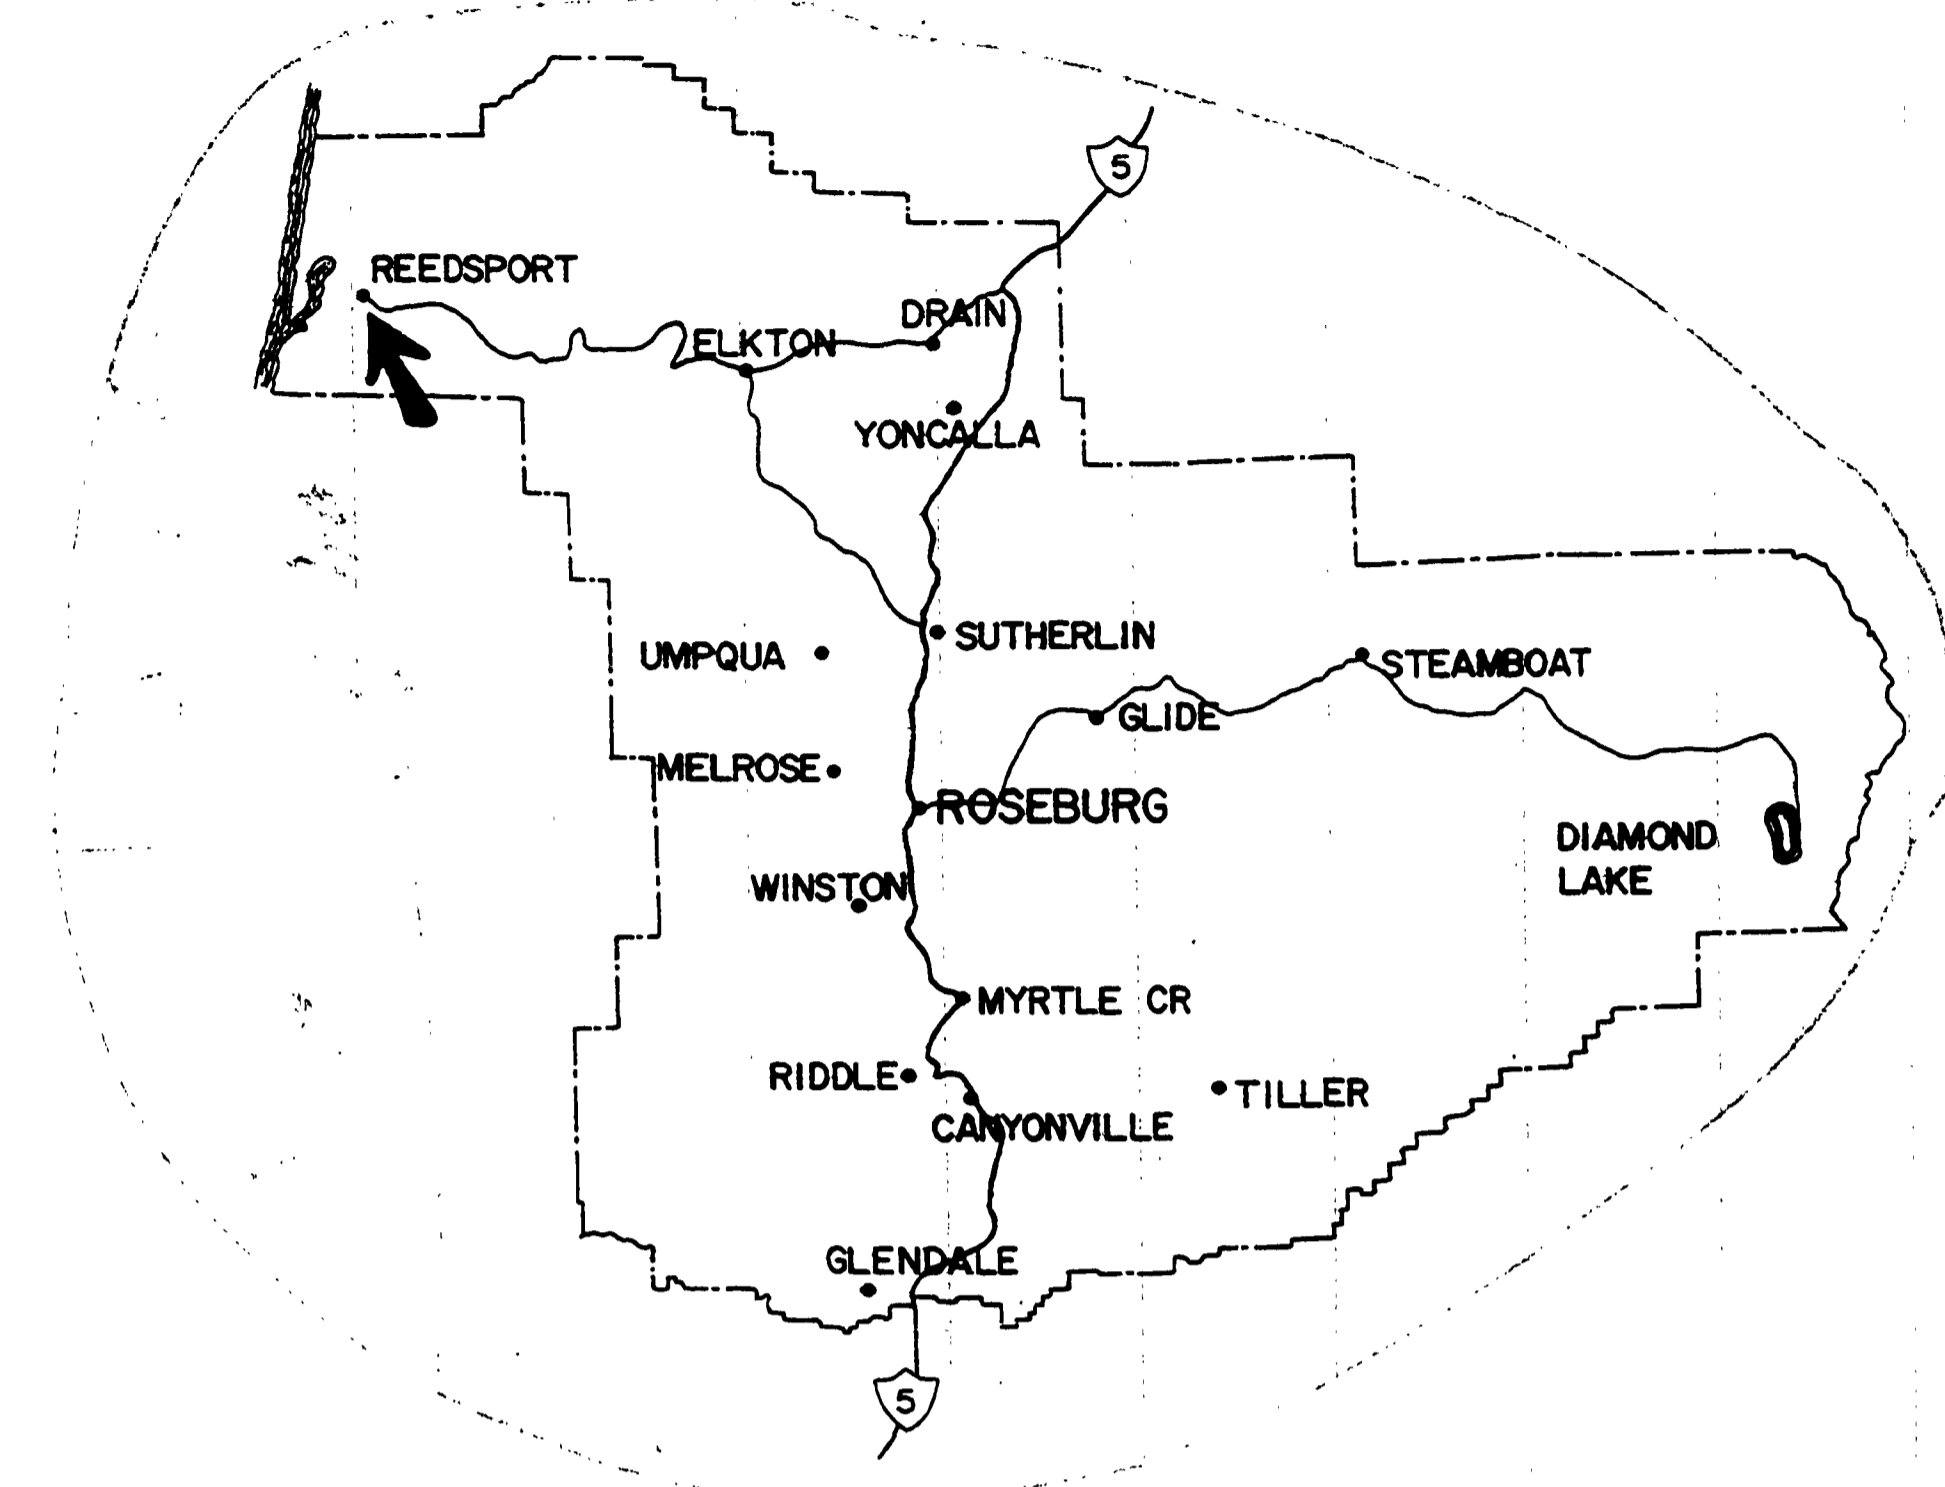 5
REEDSPORT
DRAIN
ELKTON
YONCALLA
SUTHERLIN
UMPQUA
STEAMBOAT
GLIDE
MELROSE
ROSEBURG
DIAMOND
LAKE
WINSTON
MYRTLE CR
RIDDLE
TILLER
CANYONVILLE
GLENDALE
5